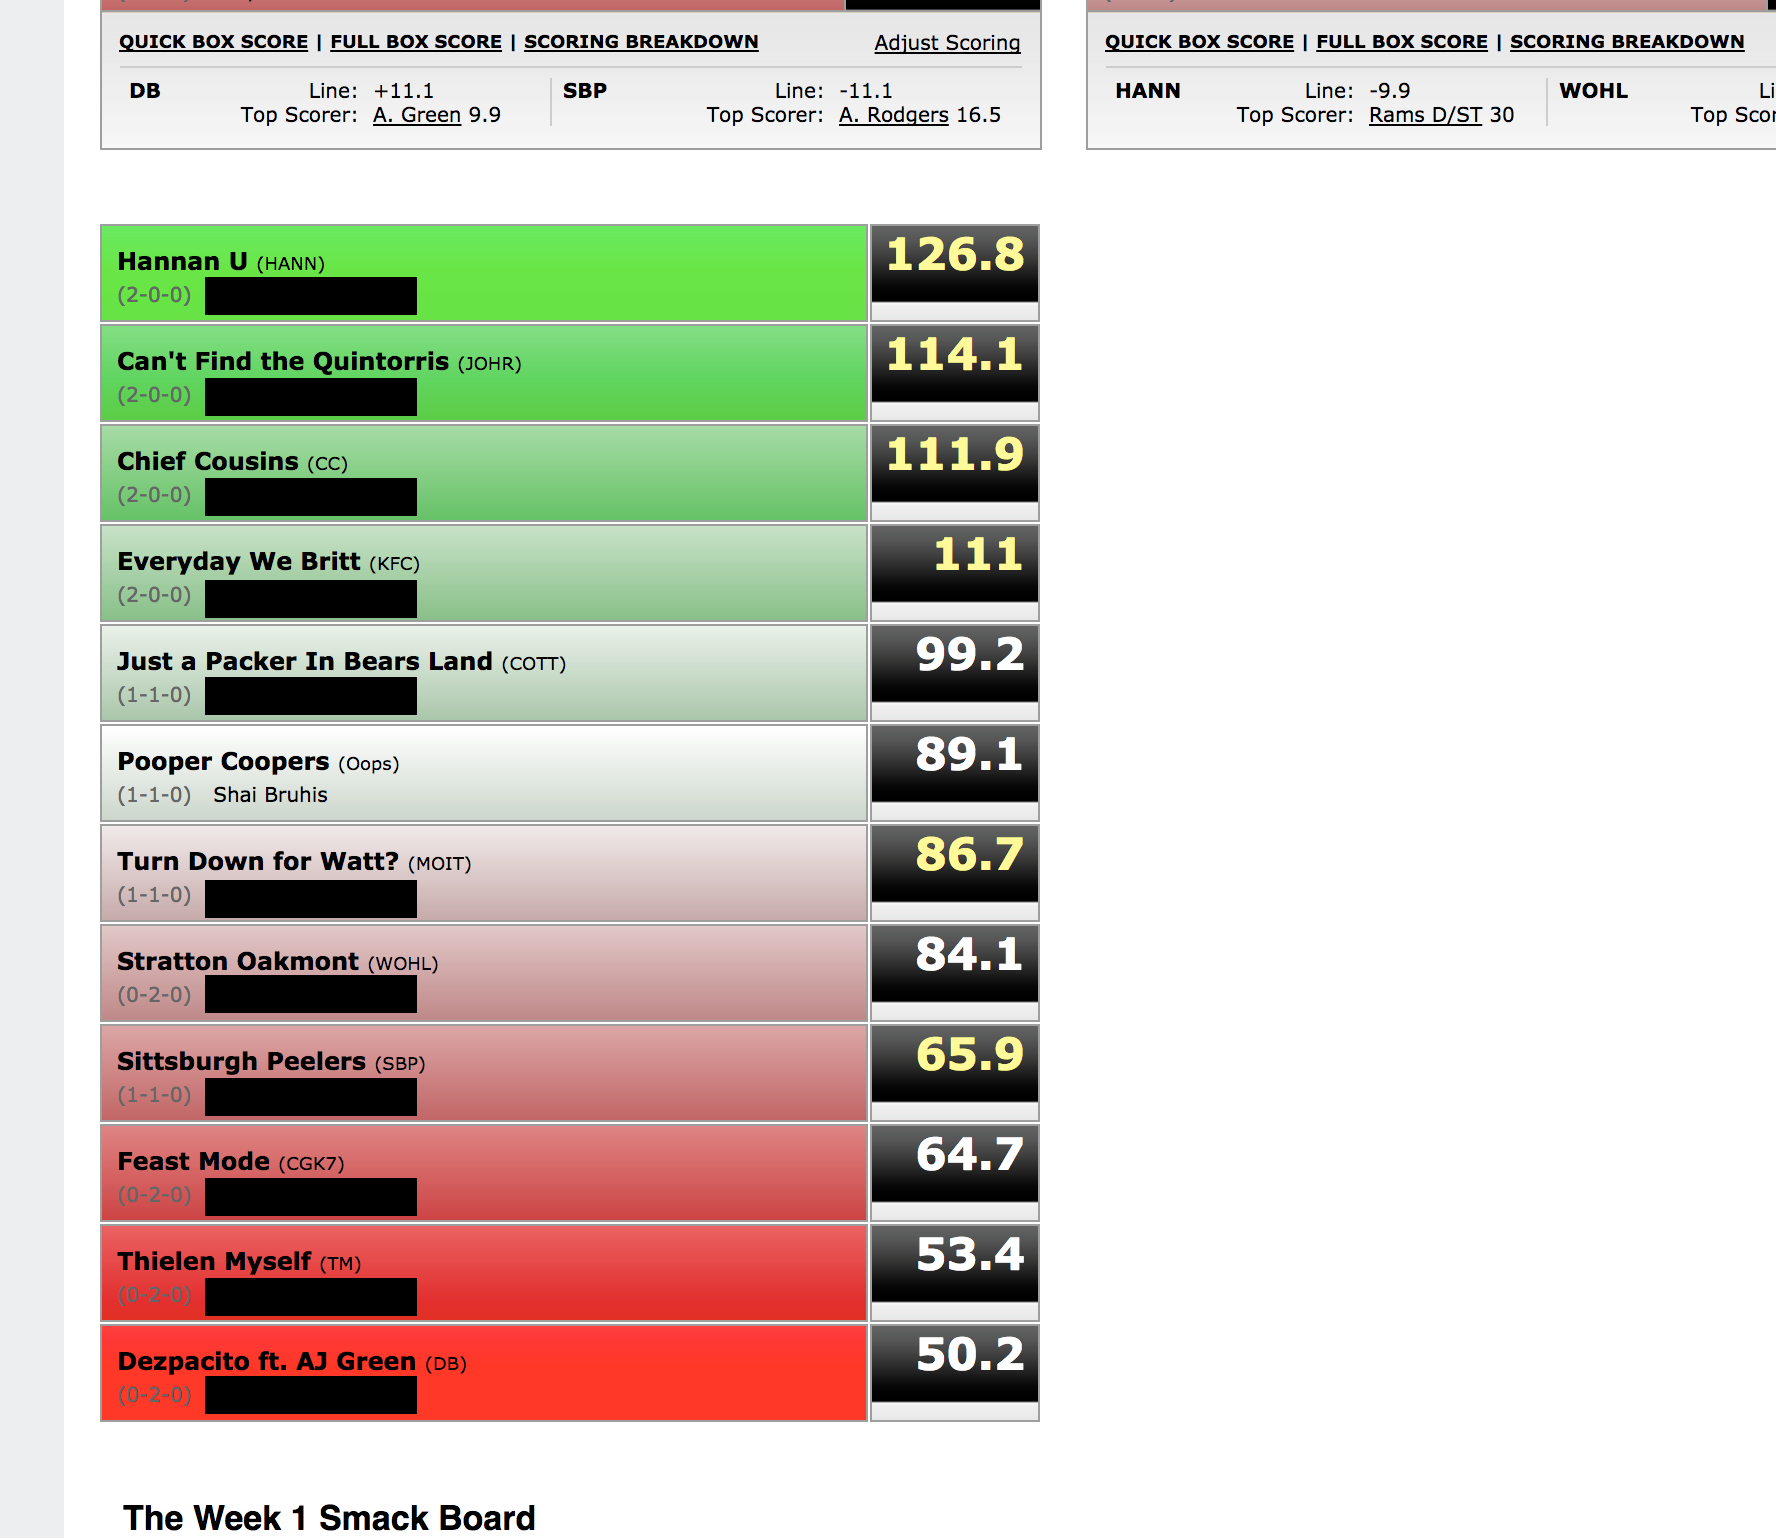 QUICK BOX SCORE | FULL BOX SCORE | SCORING BREAKDOWN Adjust Scoring
DB Line: +11.1 SBP Line: -11.1
Top Scorer: A. Green 9.9 Top Scorer: A. Rodgers 16.5
QUICK BOX SCORE | FULL BOX SCORE | SCORING BREAKDOWN
HANN Line: -9.9 WOHL
Top Scorer: Rams D/ST 30 Top
Hannan U (HANN) 126.8
(2-0-0)
Can't Find the Quintorris (JOHR) 114.1
(2-0-0)
Chief Cousins (CC) 111.9
(2-0-0)
Everyday We Britt (KFC) 111
(2-0-0)
Just a Packer In Bears Land (COTT) 99.2
(1-1-0)
Pooper Coopers (Oops) 89.1
(1-1-0) Shai Bruhis
Turn Down for Watt? (MOIT) 86.7
(1-1-0)
Stratton Oakmont (WOHL) 84.1
(0-2-0)
Sittsburgh Peelers (SBP) 65.9
(1-1-0)
Feast Mode (CGK7) 64.7
(0-2-0)
Thielen Myself (TM) 53.4
(0-2-0)
Dezpacito ft. AJ Green (DB) 50.2
(0-2-0)
The Week 1 Smack Board